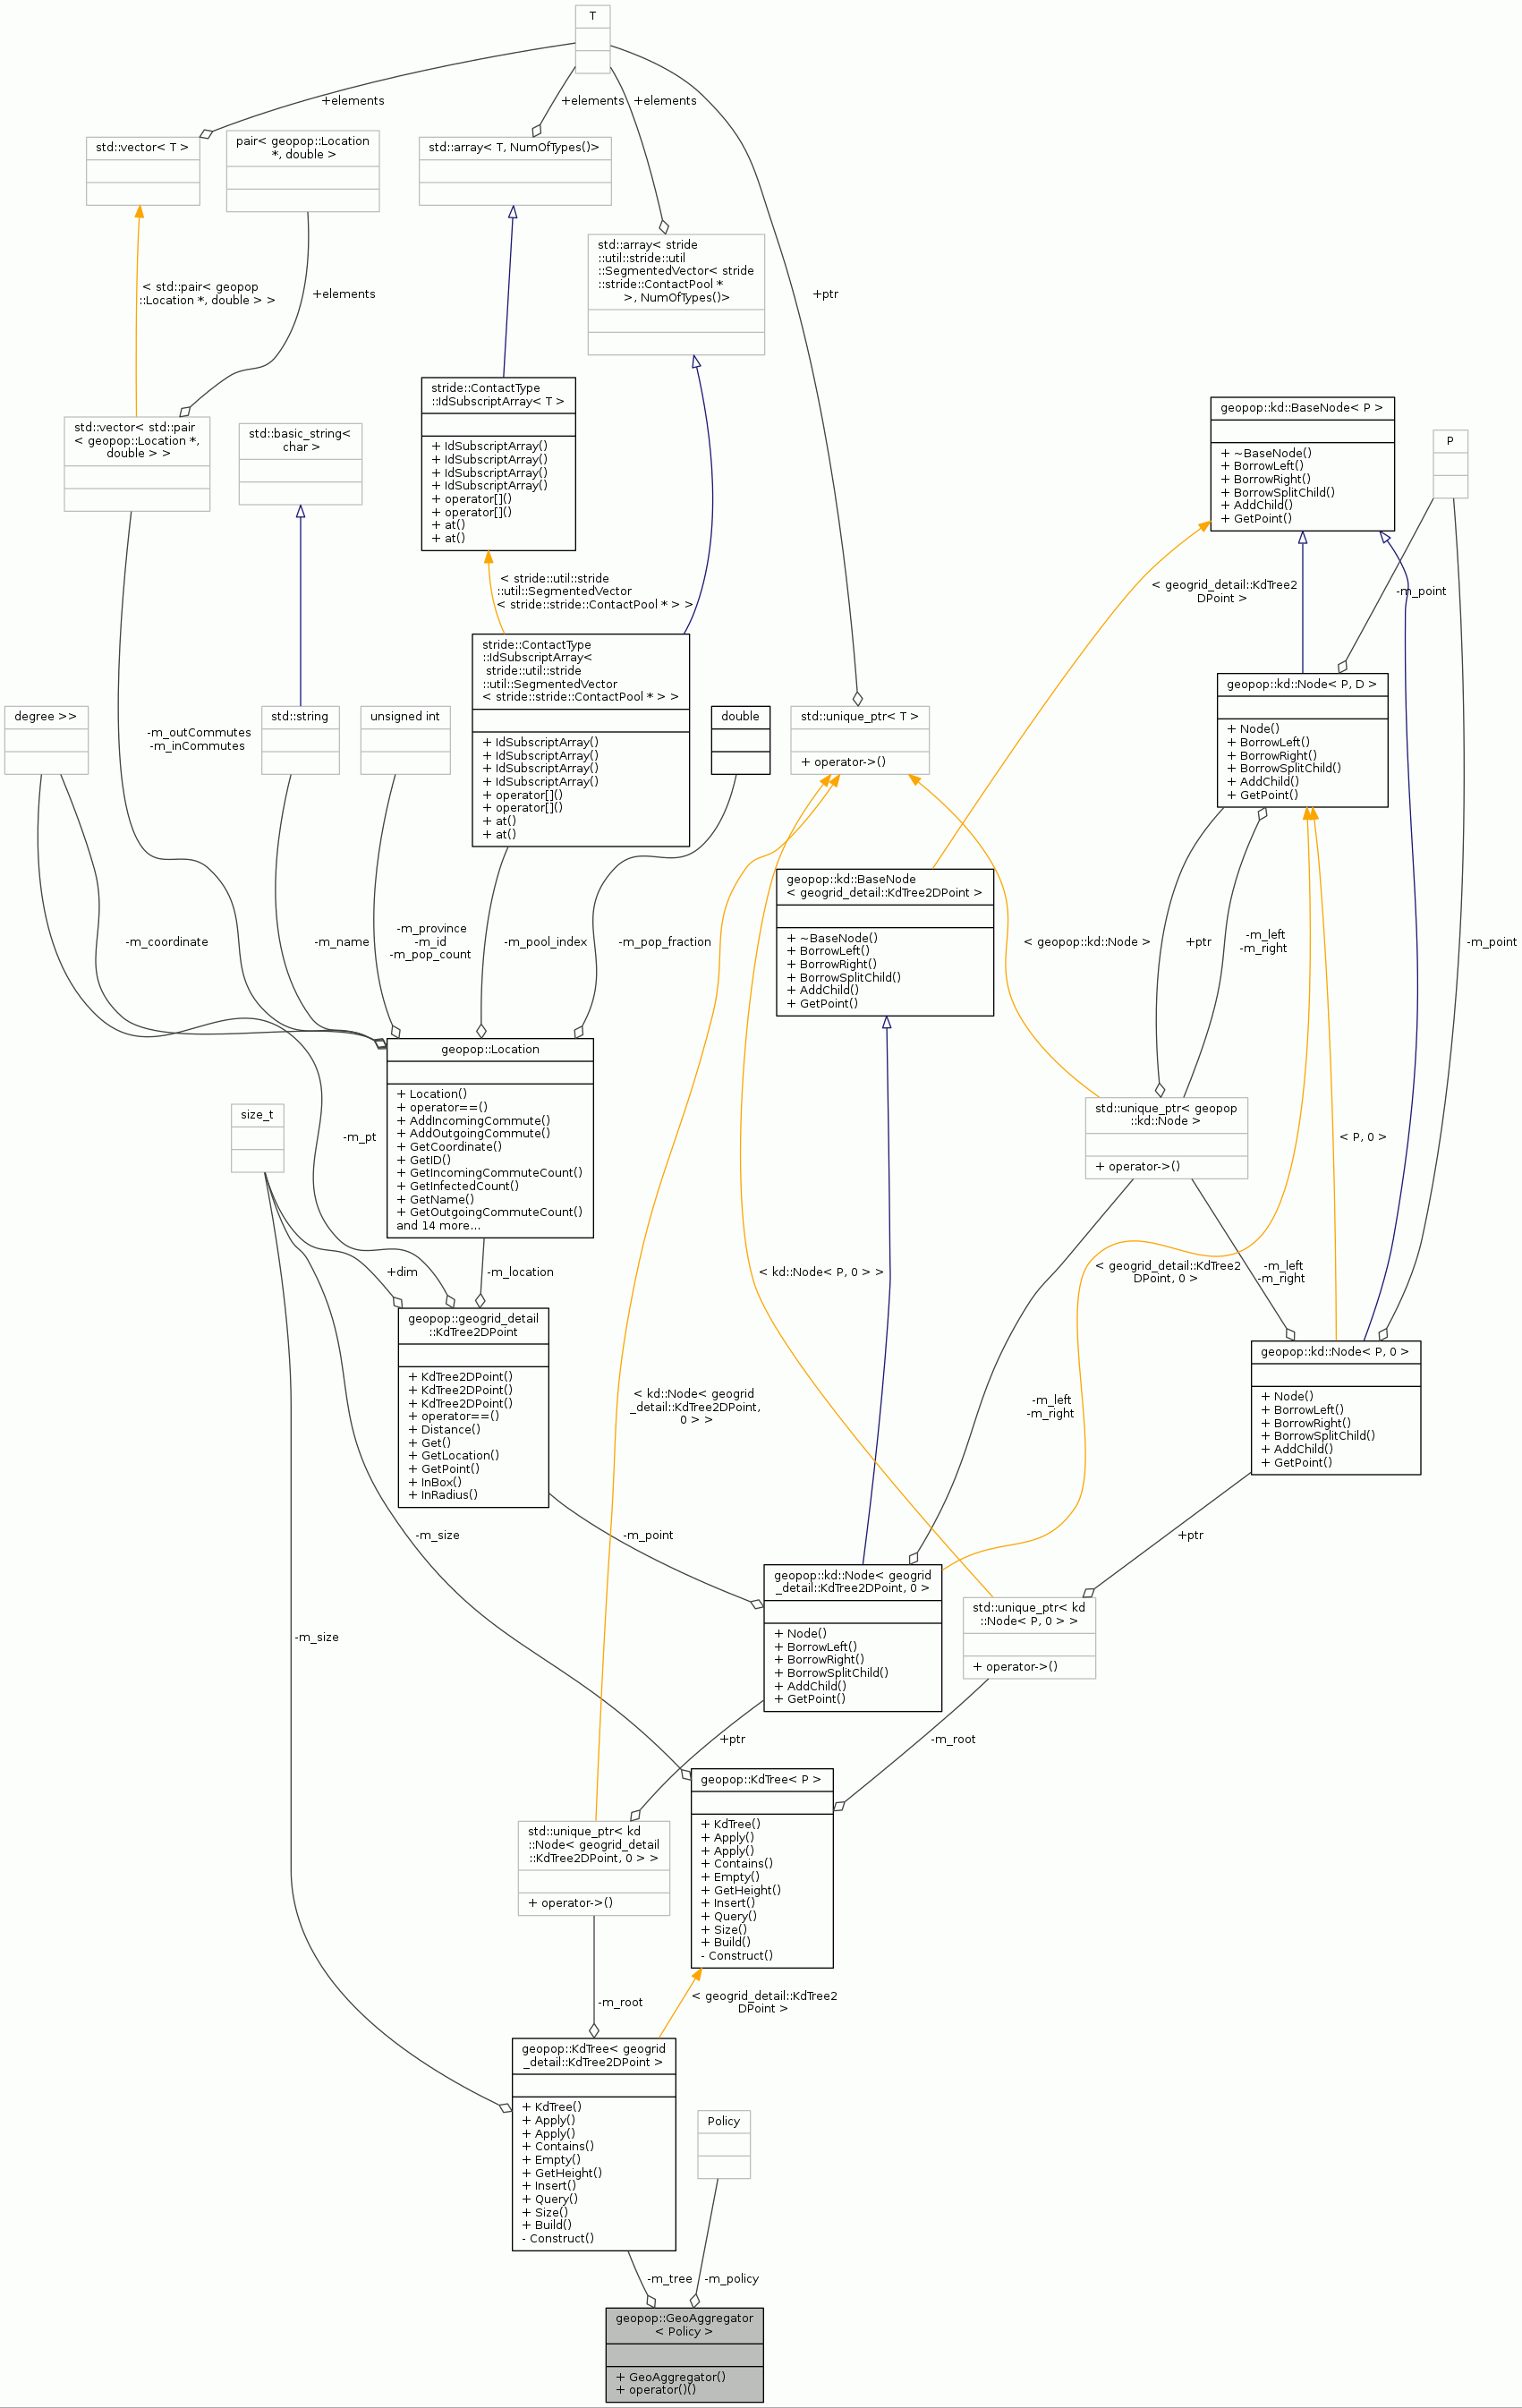 T
+elements
+elements
+elements
std::vector< T >
pair< geopop::Location
*, double >
std::array< T, NumOfTypes()>
std::array< stride
::util::stride::util
::SegmentedVector< stride
::stride::ContactPool *
>, NumOfTypes()>
+ptr
< std::pair< geopop
::Location *, double > >
+elements
stride::ContactType
::IdSubscriptArray< T >
+ IdSubscriptArray()
+ IdSubscriptArray()
+ IdSubscriptArray()
+ IdSubscriptArray()
+ operator[]()
+ operator[]()
+ at()
+ at()
geopop::kd::BaseNode< P >
+ ~BaseNode()
+ BorrowLeft()
+ BorrowRight()
+ BorrowSplitChild()
+ AddChild()
+ GetPoint()
P
std::vector< std::pair
< geopop::Location *,
double > >
std::basic_string<
char >
< stride::util::stride
::util::SegmentedVector
< stride::stride::ContactPool * > >
< geogrid_detail::KdTree2
DPoint >
-m_point
stride::ContactType
::IdSubscriptArray<
stride::util::stride
::util::SegmentedVector
< stride::stride::ContactPool * > >
+ IdSubscriptArray()
+ IdSubscriptArray()
+ IdSubscriptArray()
+ IdSubscriptArray()
+ operator[]()
+ operator[]()
+ at()
+ at()
geopop::kd::Node< P, D >
+ Node()
+ BorrowLeft()
+ BorrowRight()
+ BorrowSplitChild()
+ AddChild()
+ GetPoint()
degree >>
-m_outCommutes
-m_inCommutes
std::string
unsigned int
double
std::unique_ptr< T >
+ operator->()
geopop::kd::BaseNode
< geogrid_detail::KdTree2DPoint >
+ ~BaseNode()
+ BorrowLeft()
+ BorrowRight()
+ BorrowSplitChild()
+ AddChild()
+ GetPoint()
-m_coordinate
-m_name
-m_province
-m_id
-m_pop_count
-m_pool_index
-m_pop_fraction
< geopop::kd::Node >
+ptr
-m_left
-m_right
-m_point
geopop::Location
+ Location()
+ operator==()
+ AddIncomingCommute()
+ AddOutgoingCommute()
+ GetCoordinate()
+ GetID()
+ GetIncomingCommuteCount()
+ GetInfectedCount()
+ GetName()
+ GetOutgoingCommuteCount()
and 14 more...
size_t
-m_pt
std::unique_ptr< geopop
::kd::Node >
+ operator->()
< P, 0 >
+dim
-m_location
< kd::Node< P, 0 > >
< geogrid_detail::KdTree2
DPoint, 0 >
-m_left
-m_right
geopop::geogrid_detail
::KdTree2DPoint
+ KdTree2DPoint()
+ KdTree2DPoint()
+ KdTree2DPoint()
+ operator==()
+ Distance()
+ Get()
+ GetLocation()
+ GetPoint()
+ InBox()
+ InRadius()
< kd::Node< geogrid
_detail::KdTree2DPoint,
0 > >
-m_left
-m_right
geopop::kd::Node< P, 0 >
+ Node()
+ BorrowLeft()
+ BorrowRight()
+ BorrowSplitChild()
+ AddChild()
+ GetPoint()
-m_size
-m_point
+ptr
-m_size
geopop::kd::Node< geogrid
_detail::KdTree2DPoint, 0 >
+ Node()
+ BorrowLeft()
+ BorrowRight()
+ BorrowSplitChild()
+ AddChild()
+ GetPoint()
std::unique_ptr< kd
::Node< P, 0 > >
+ operator->()
+ptr
-m_root
geopop::KdTree< P >
+ KdTree()
+ Apply()
+ Apply()
+ Contains()
+ Empty()
+ GetHeight()
+ Insert()
+ Query()
+ Size()
+ Build()
- Construct()
std::unique_ptr< kd
::Node< geogrid_detail
::KdTree2DPoint, 0 > >
+ operator->()
-m_root
< geogrid_detail::KdTree2
DPoint >
geopop::KdTree< geogrid
_detail::KdTree2DPoint >
+ KdTree()
+ Apply()
+ Apply()
+ Contains()
+ Empty()
+ GetHeight()
+ Insert()
+ Query()
+ Size()
+ Build()
- Construct()
Policy
-m_tree
-m_policy
geopop::GeoAggregator
< Policy >
+ GeoAggregator()
+ operator()()